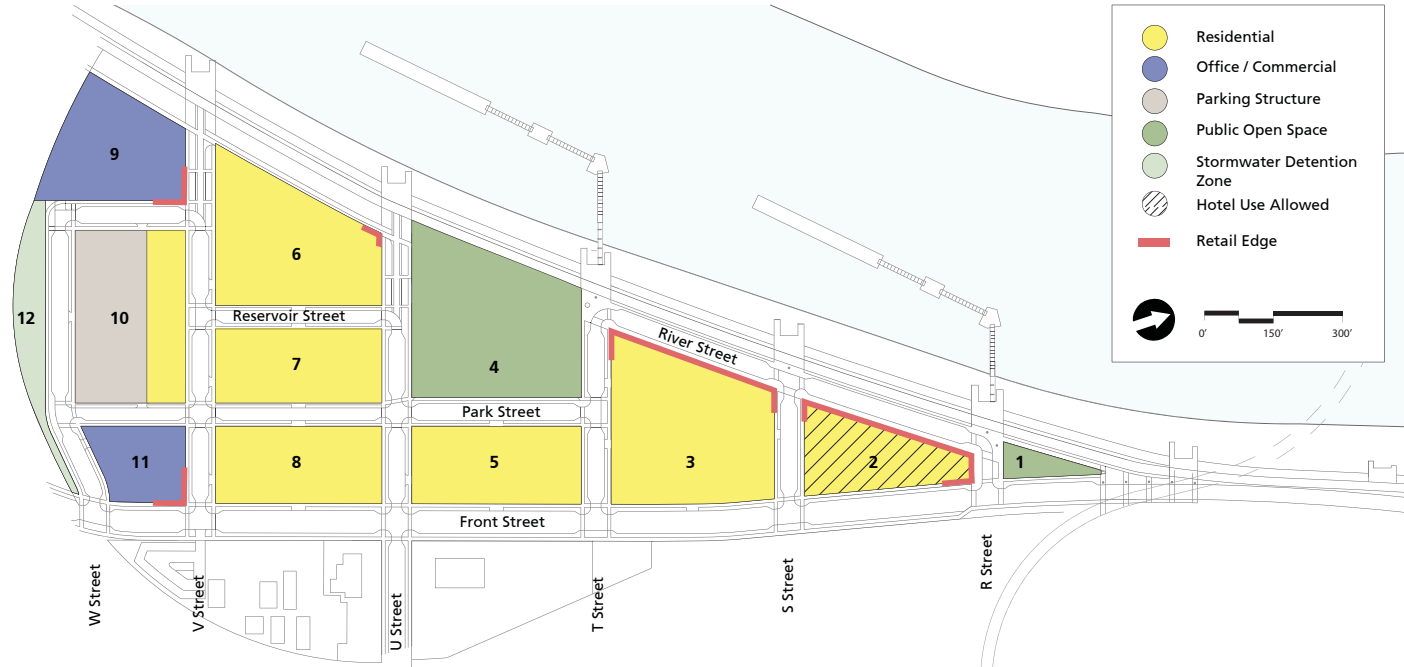 Residential
Office / Commercial
Parking Structure
Public Open Space
Stormwater Detention
Zone
Hotel Use Allowed
Retail Edge
0’ 150’ 300’
9
6
12
10
Reservoir Street
River Street
7
4
Park Street
11
8
5
3
2
1
Front Street
W Street
V Street
U Street
T Street
S Street
R Street